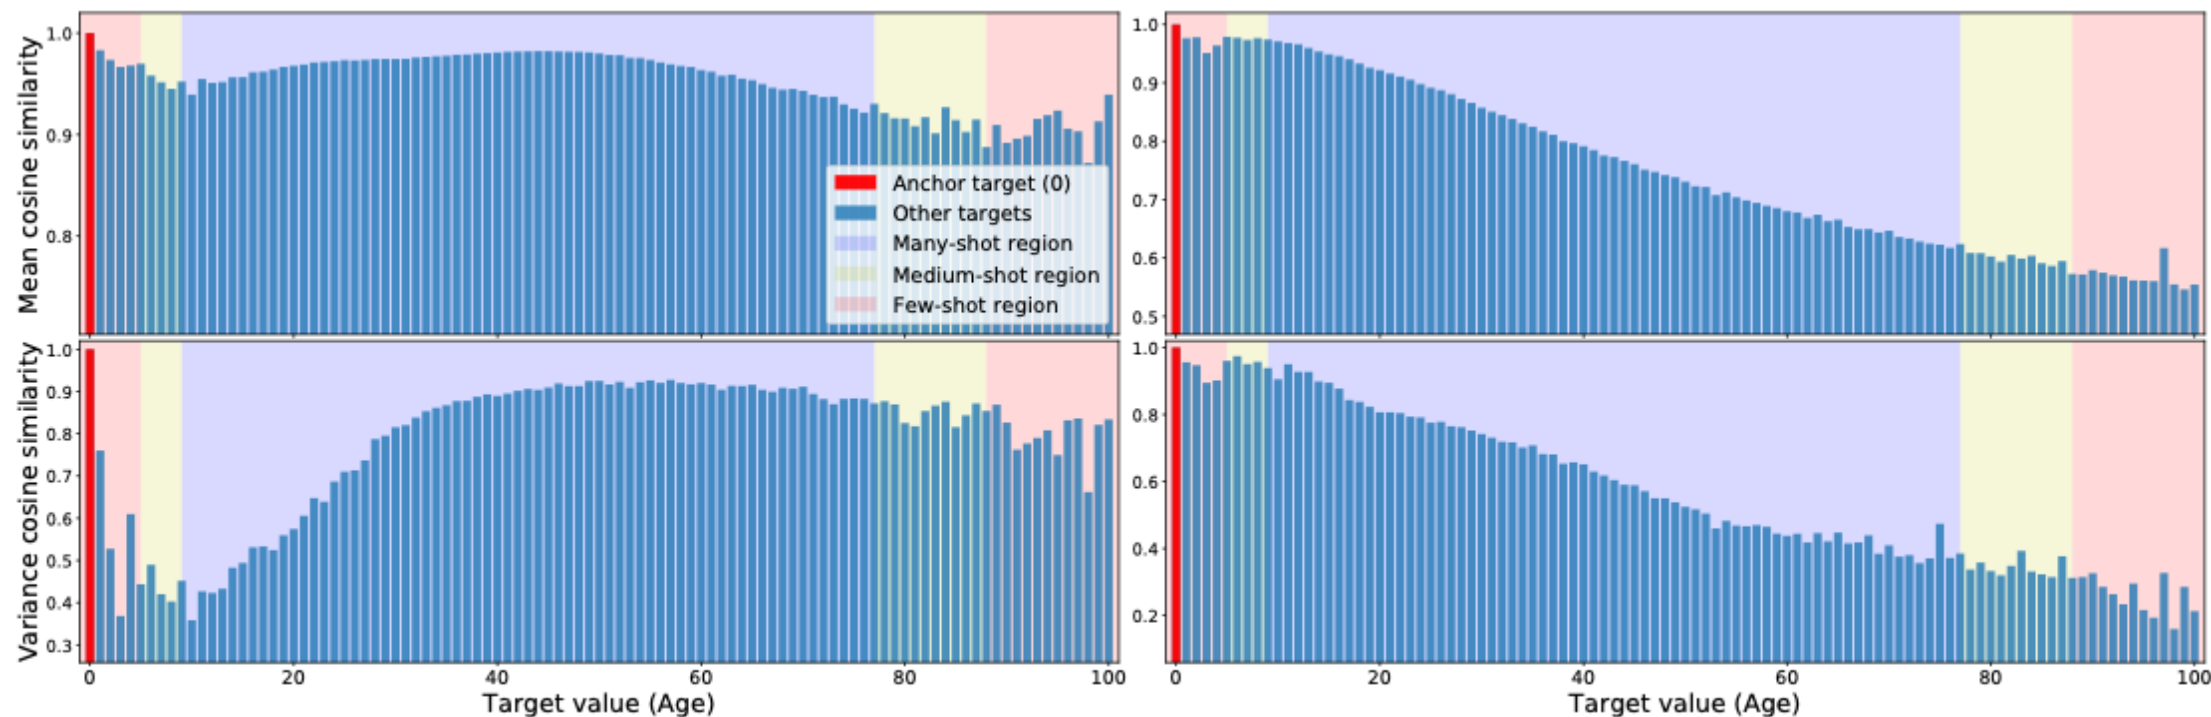 Mean cosine similarity
1.0
0.9
0.8
Anchor target (0)
Other targets
Many-shot region
Medium-shot region
Few-shot region
1.0
0.9
0.8
0.7
0.6
0.5
Variance cosine similarity
1.0
0.9
0.8
0.7
0.6
0.5
0.4
0.3
0 20 40 60 80 100
Target value (Age)
1.0
0.8
0.6
0.4
0.2
0 20 40 60 80 100
Target value (Age)